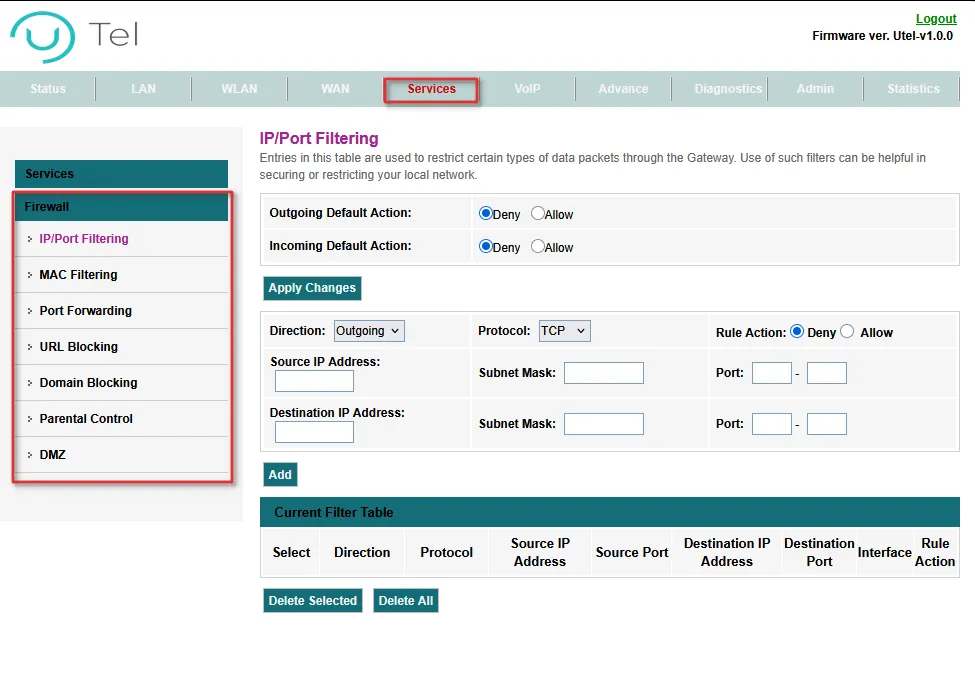 Tel
Logout
Firmware ver. Utel-v1.0.0
Status LAN WLAN WAN Services VoIP Advance Diagnostics Admin Statistics
Services
Firewall
IP/Port Filtering
MAC Filtering
Port Forwarding
URL Blocking
Domain Blocking
Parental Control
DMZ
IP/Port Filtering
Entries in this table are used to restrict certain types of data packets through the Gateway. Use of such filters can be helpful in
securing or restricting your local network.
Outgoing Default Action: Deny Allow
Incoming Default Action: Deny Allow
Apply Changes
Direction: Outgoing Protocol: TCP Rule Action: Deny Allow
Source IP Address:
Subnet Mask: Port: -
Destination IP Address:
Subnet Mask: Port: -
Add
Current Filter Table
Select Direction Protocol Source IP Address Source Port Destination IP Address Destination Port Interface Rule Action
Delete Selected Delete All